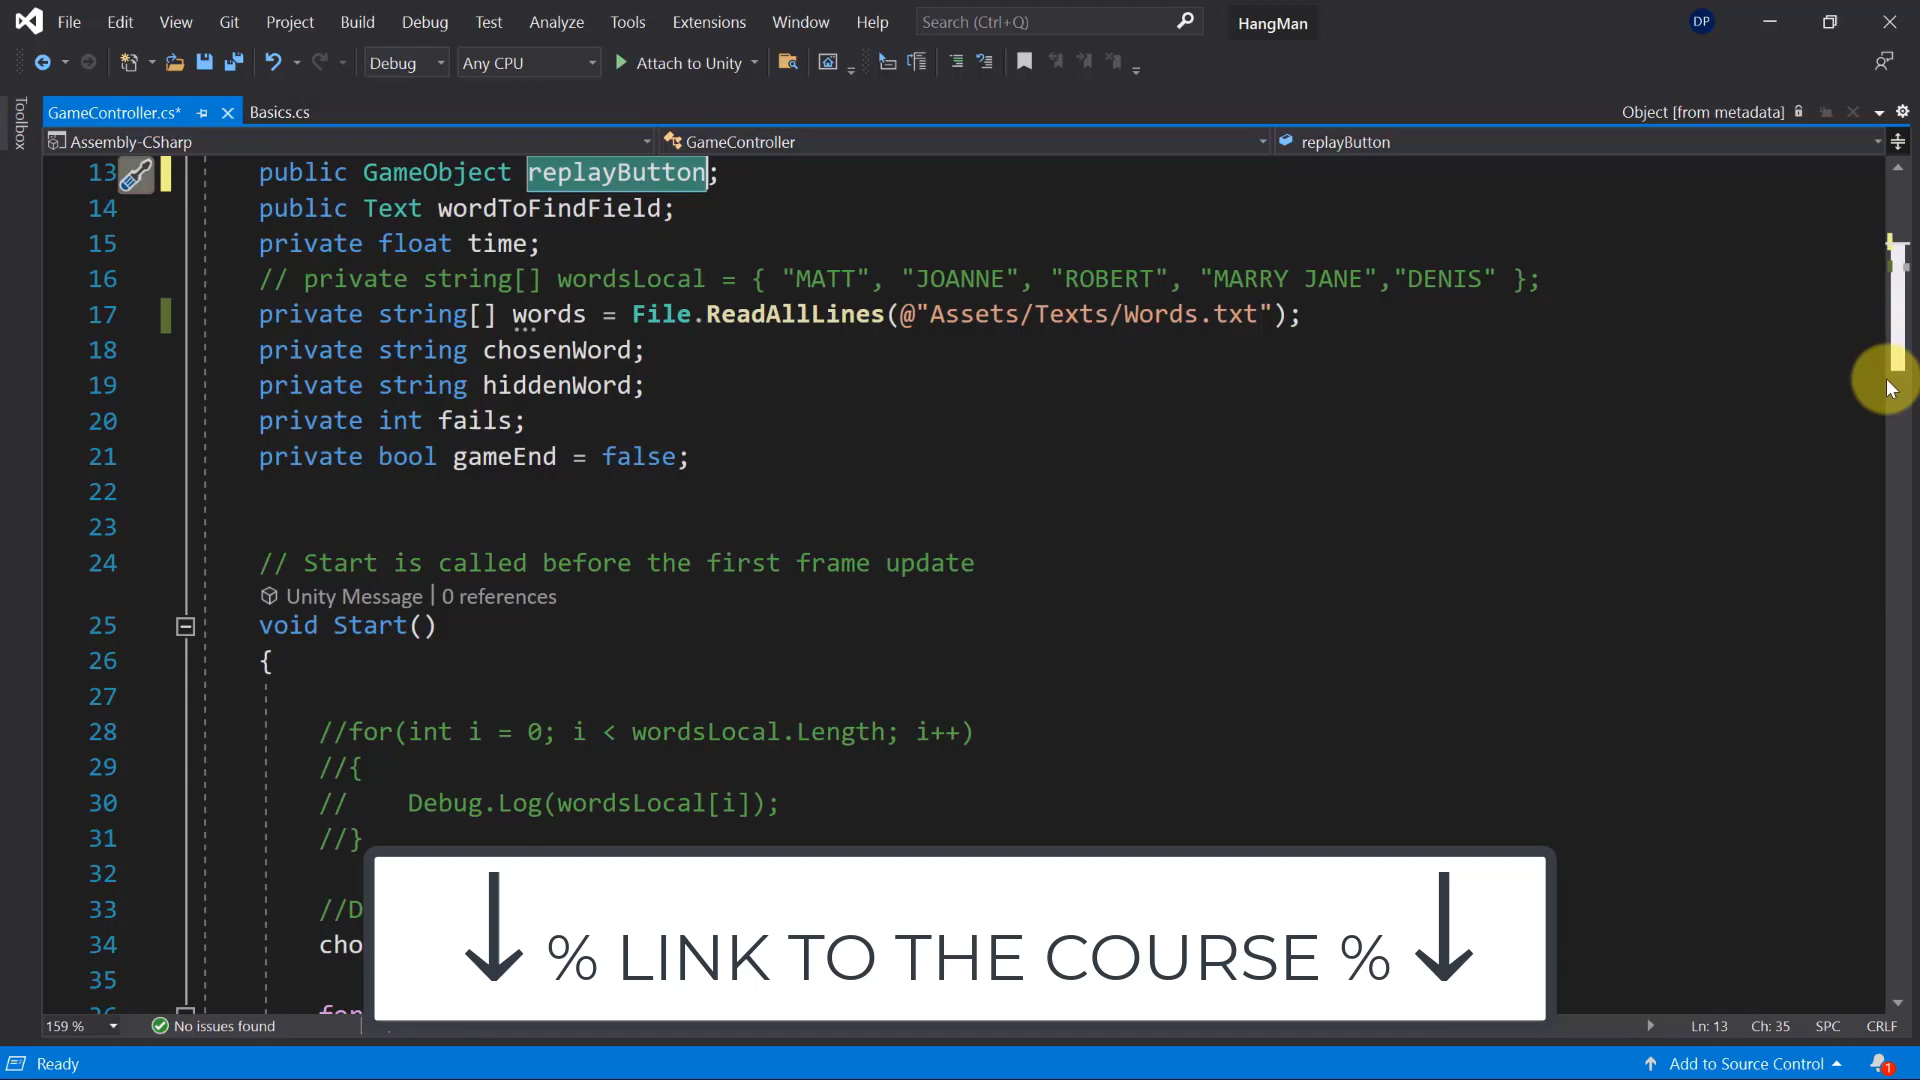 File Edit View Git Project Build Debug Test Analyze Tools Extensions Window Help Search (Ctrl+Q) HangMan DP
Debug Any CPU Attach to Unity
Toolbox
GameController.cs* Basics.cs Object [from metadata]
Assembly-CSharp GameController replayButton
13 public GameObject replayButton;
14 public Text wordToFindField;
15 private float time;
16 // private string[] wordsLocal = { "MATT", "JOANNE", "ROBERT", "MARRY JANE","DENIS" };
17 private string[] words = File.ReadAllLines(@"Assets/Texts/Words.txt");
18 private string chosenWord;
19 private string hiddenWord;
20 private int fails;
21 private bool gameEnd = false;
22
23
24 // Start is called before the first frame update
Unity Message | 0 references
25 void Start()
26 {
27
28 //for(int i = 0; i < wordsLocal.Length; i++)
29 //{
30 // Debug.Log(wordsLocal[i]);
31 //}
32
33 //D
34 cho
35
36 for
↓ % LINK TO THE COURSE % ↓
159 % No issues found Ln: 13 Ch: 35 SPC CRLF
Ready Add to Source Control 1